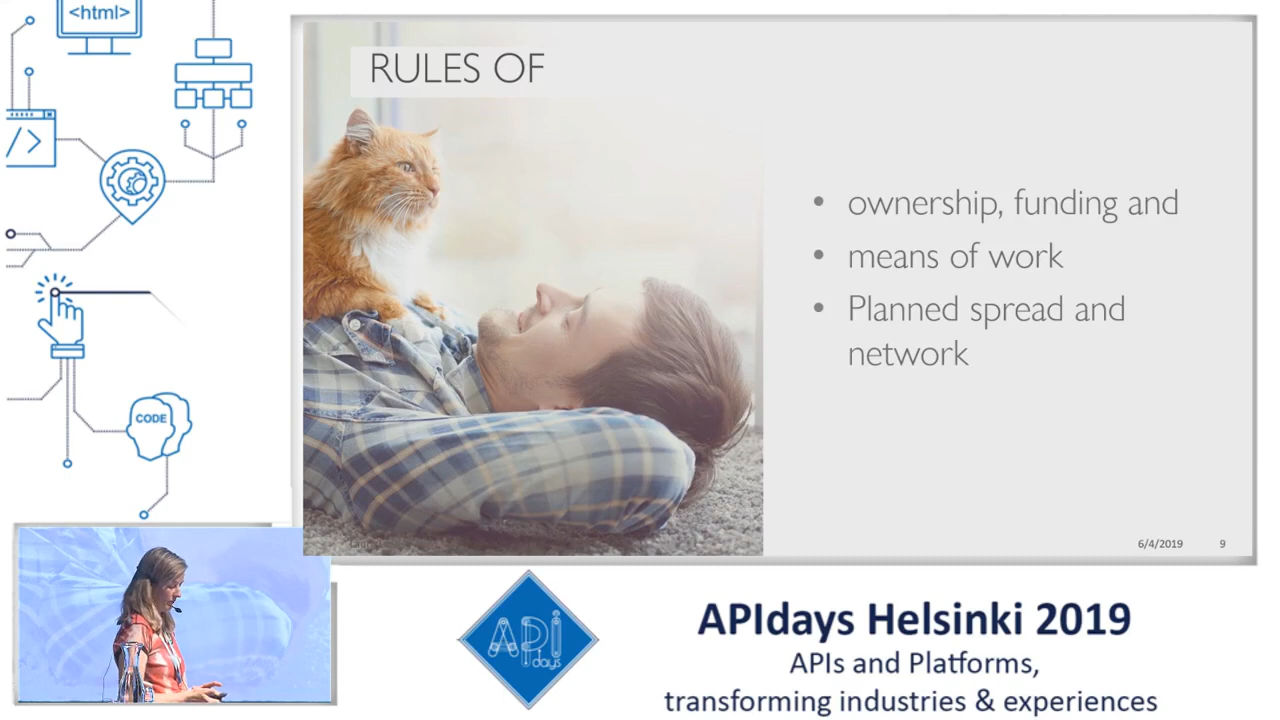 <html>
RULES OF
ownership, funding and
means of work
Planned spread and
network
</>
CODE
6/4/2019
9
API
days
APIdays Helsinki 2019
APIs and Platforms,
transforming industries & experiences